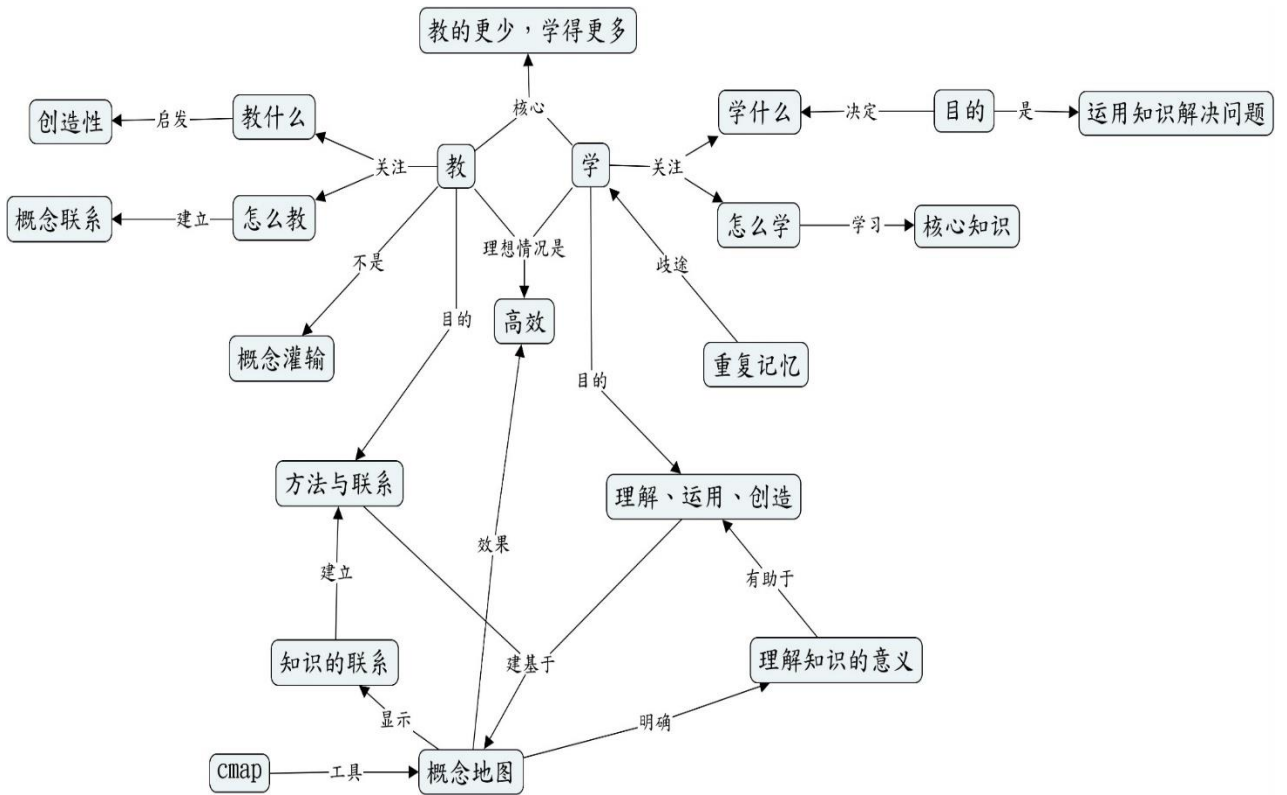 教的更少，学得更多
核心
创造性
启发
教什么
学什么
决定
目的
是
运用知识解决问题
关注
教
学
关注
概念联系
建立
怎么教
怎么学
学习
核心知识
不是
理想情况是
歧途
目的
高效
概念灌输
重复记忆
目的
方法与联系
理解、运用、创造
效果
建立
有助于
知识的联系
建基于
理解知识的意义
显示
明确
cmap
工具
概念地图